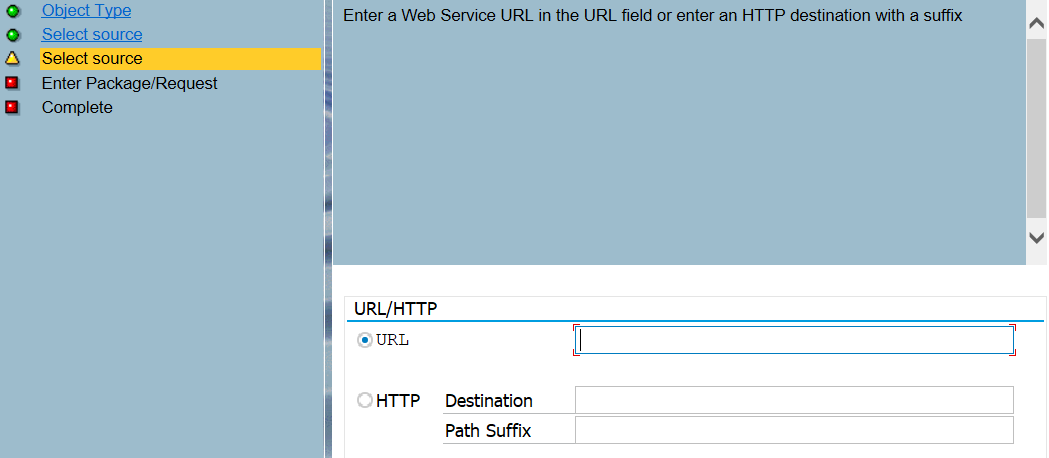 Object Type
Select source
Select source
Enter Package/Request
Complete
Enter a Web Service URL in the URL field or enter an HTTP destination with a suffix
URL/HTTP
URL
HTTP Destination
Path Suffix